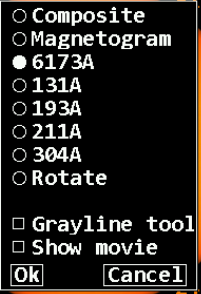 Composite
Magnetogram
6173A
131A
193A
211A
304A
Rotate
Grayline tool
Show movie
Ok Cancel